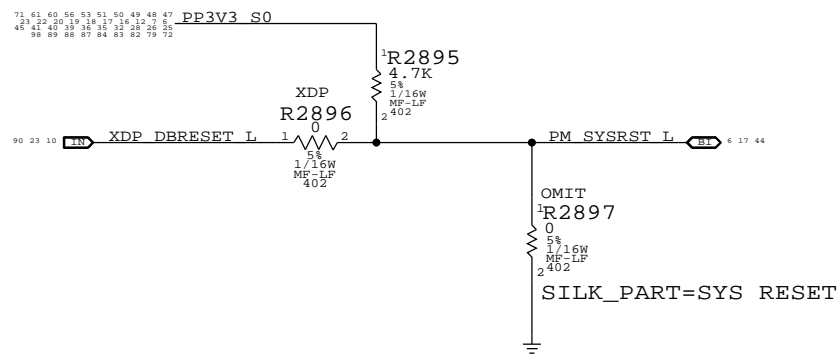 71 61 60 56 53 51 50 49 48 47
23 22 20 19 18 17 16 12 7 6
45 41 40 39 36 35 32 28 26 25
98 89 88 87 84 83 82 79 72
PP3V3_S0
1
R2895
4.7K
5%
1/16W
MF-LF
402
2
XDP
R2896
0
90 23 10 IN XDP_DBRESET_L 1 2 PM_SYSRST_L BI 6 17 44
5%
1/16W
MF-LF
402
OMIT
1
R2897
0
5%
1/16W
MF-LF
402
2
SILK_PART=SYS RESET